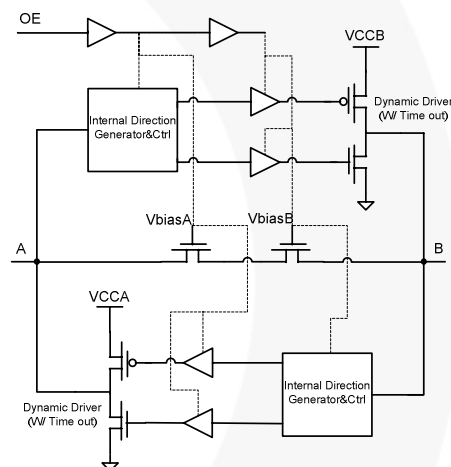 OE
VCCB
Internal Direction
Generator&Ctrl
Dynamic Driver
(W/ Time out)
VbiasA
VbiasB
A
B
VCCA
Internal Direction
Generator&Ctrl
Dynamic Driver
(W/ Time out)